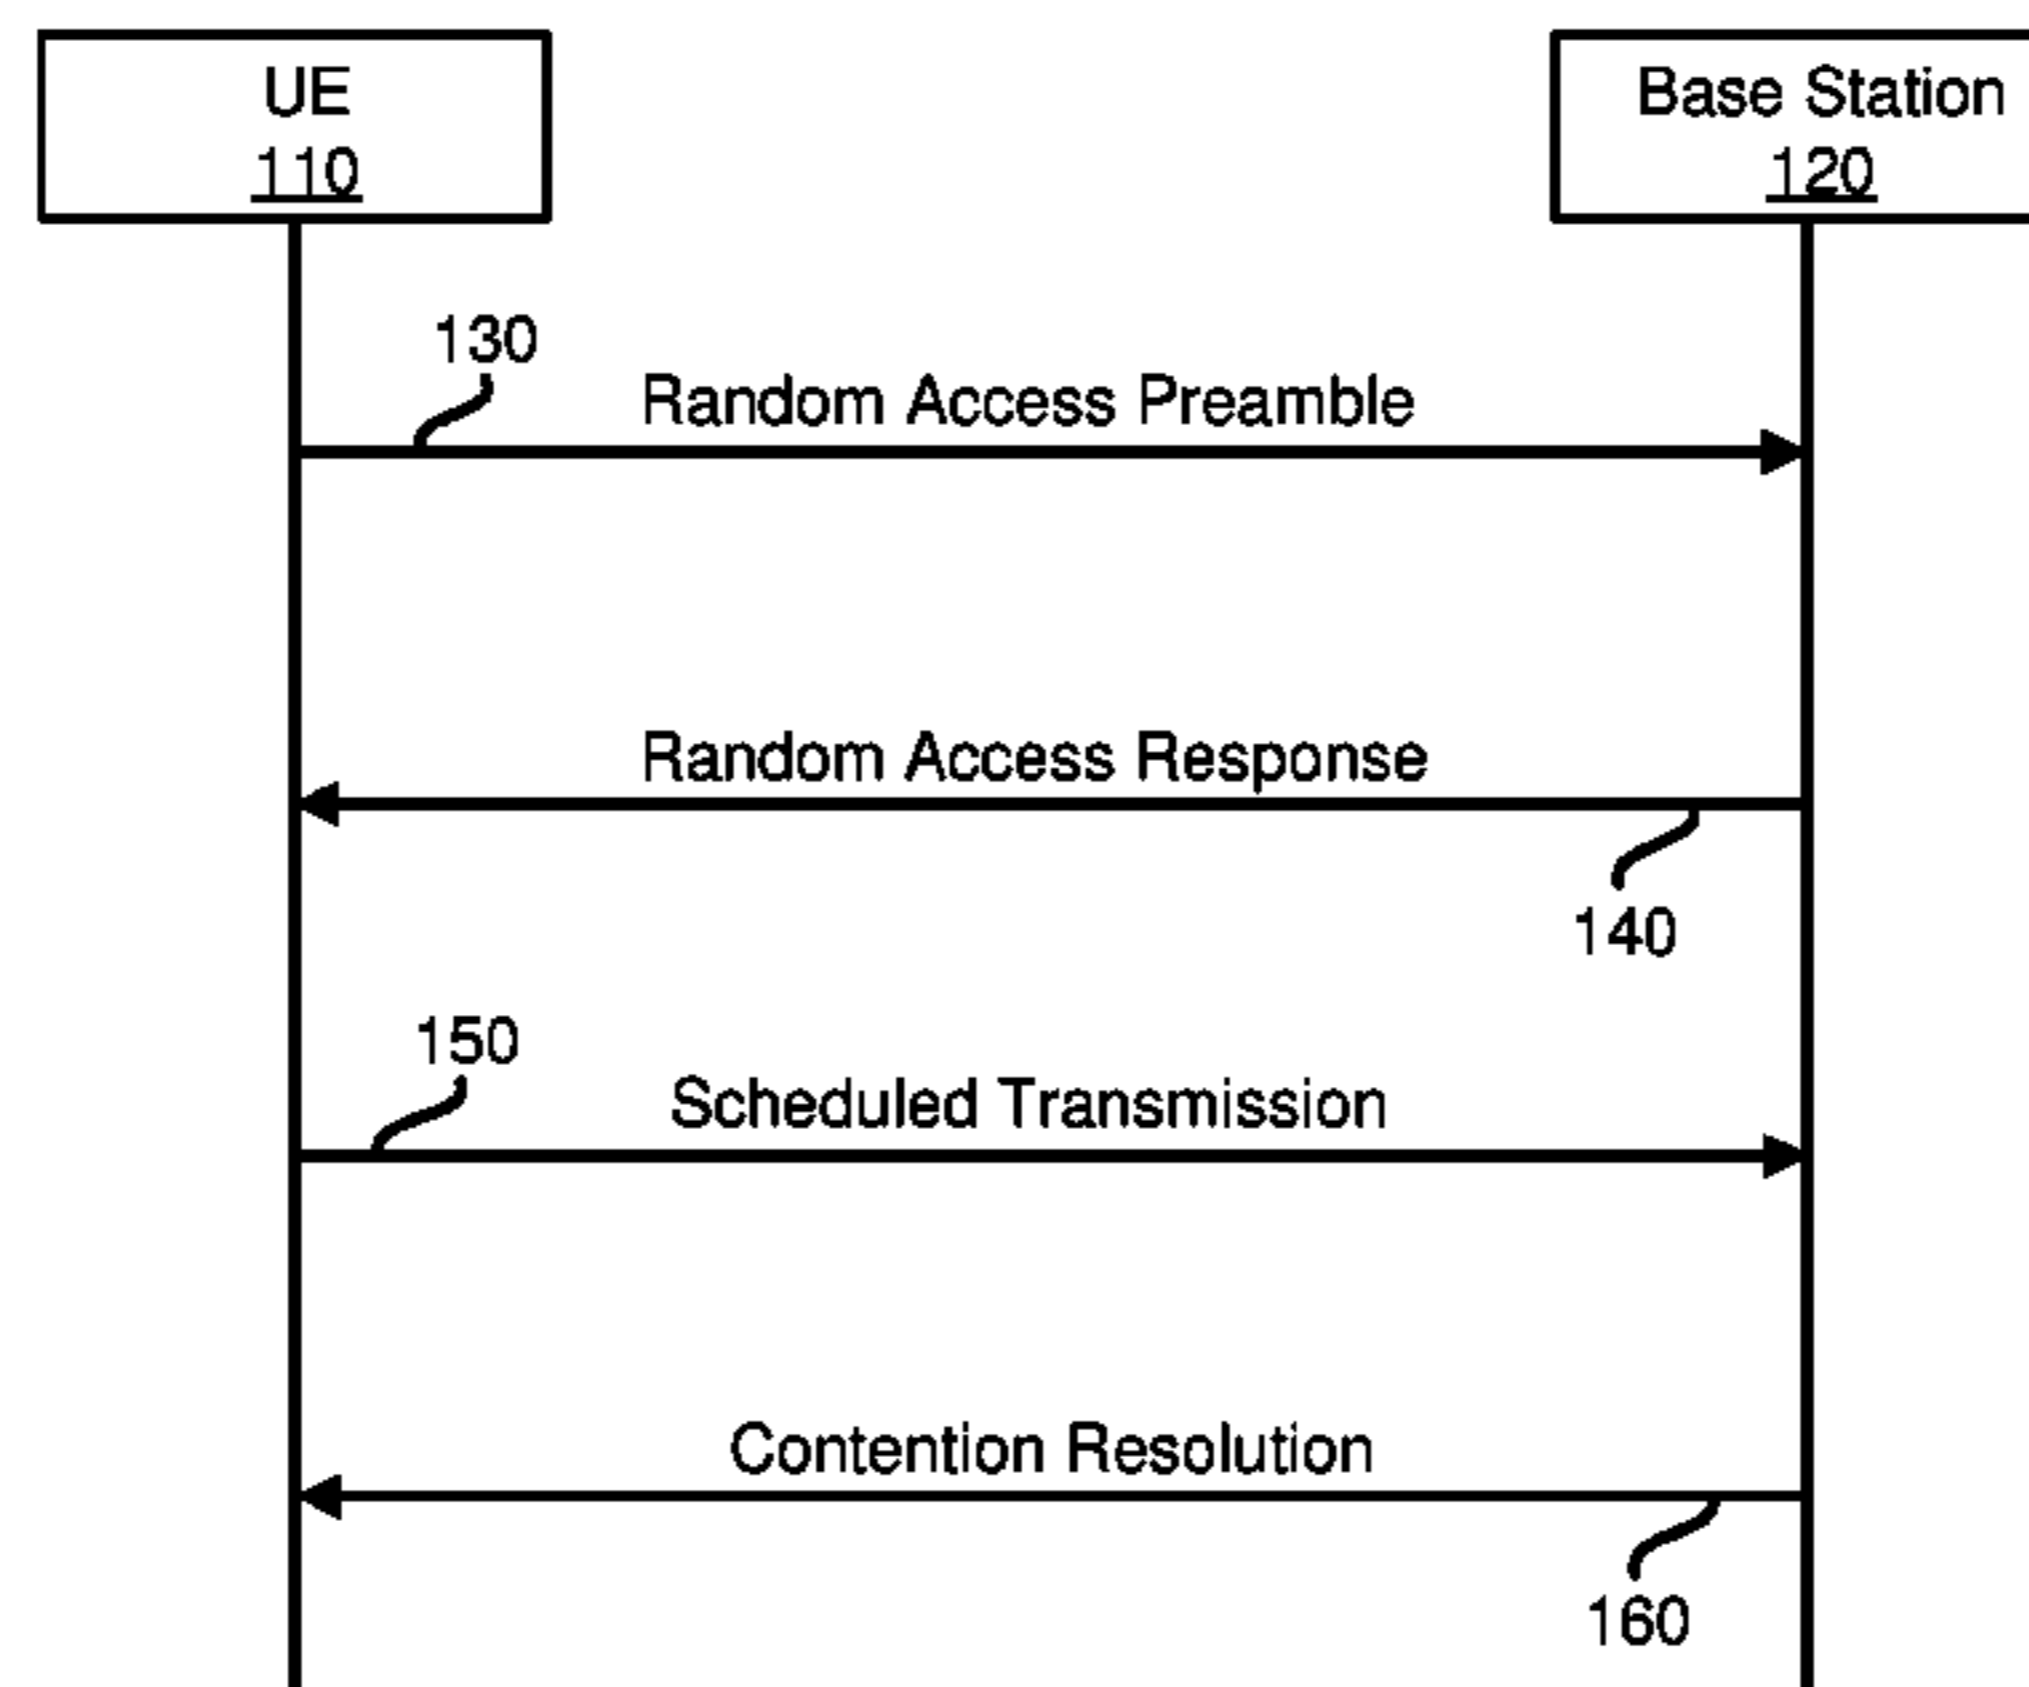 UE
110
Base Station
120
130
Random Access Preamble
Random Access Response
140
150
Scheduled Transmission
Contention Resolution
160